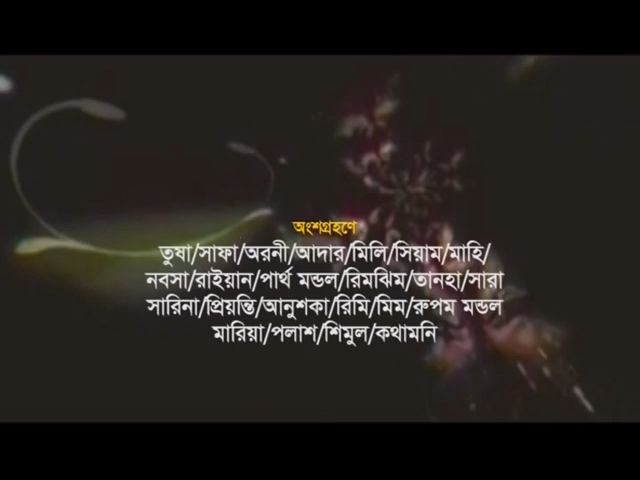 অংশগ্রহণে
তুষা/সাফা/অরনী/আদার/মিলি/সিয়াম/মাহি/
নবসা/রাইয়ান/পার্থ মন্ডল/রিমঝিম/তানহা/সারা
সারিনা/প্রিয়ন্তি/আনুশকা/রিমি/মিম/রুপম মন্ডল
মারিয়া/পলাশ/শিমুল/কথামনি